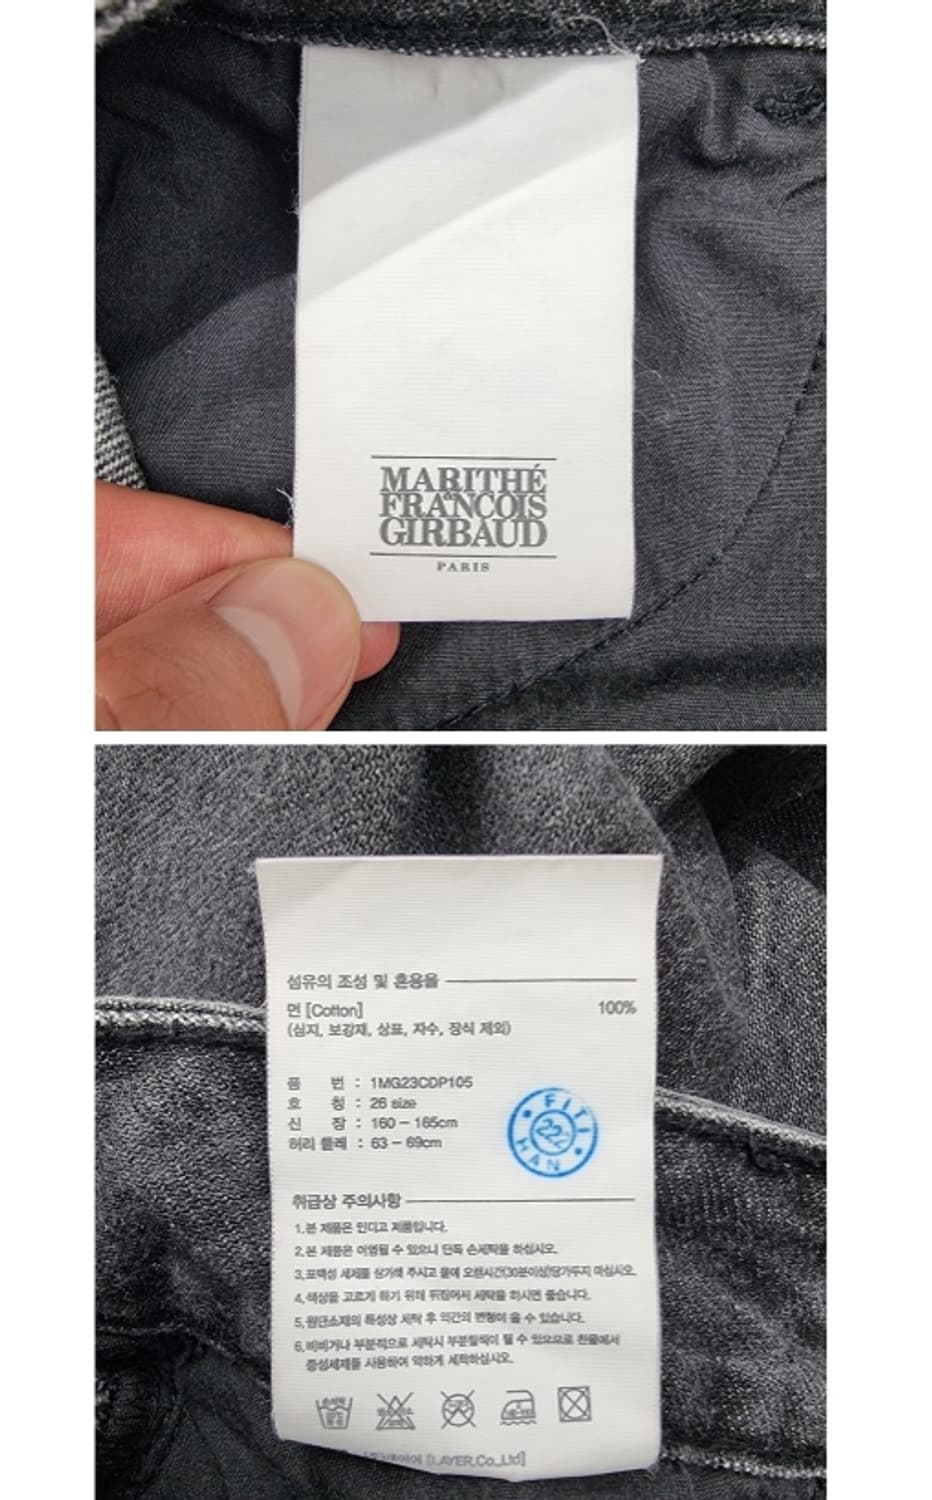 MARITHÉ
FRANCOIS
GIRBAUD
PARIS
섬유의 조성 및 혼용율
면 [Cotton] 100%
(심지, 보강재, 상표, 자수, 장식 제외)
품 번 : 1MG23CDP105
호 칭 : 26 size
신 장 : 160 - 165cm
허리 둘레 : 63 - 69cm
FITI
222
HAN
취급상 주의사항
1.본 제품은 인디고 제품입니다.
2.본 제품은 이염될 수 있으니 단독 손세탁을 하십시오.
3.표백성 세제를 삼가해 주시고 물에 오랜시간(30분이상)담가두지 마십시오.
4.색상을 고르게 하기 위해 뒤집어서 세탁을 하시면 좋습니다.
5.원단소재의 특성상 세탁 후 약간의 변형이 올 수 있습니다.
6.비비거나 부분적으로 세탁시 부분탈색이 될 수 있으므로 찬물에서
중성세제를 사용하여 약하게 세탁하십시오.
[LAYER.Co.,Ltd]